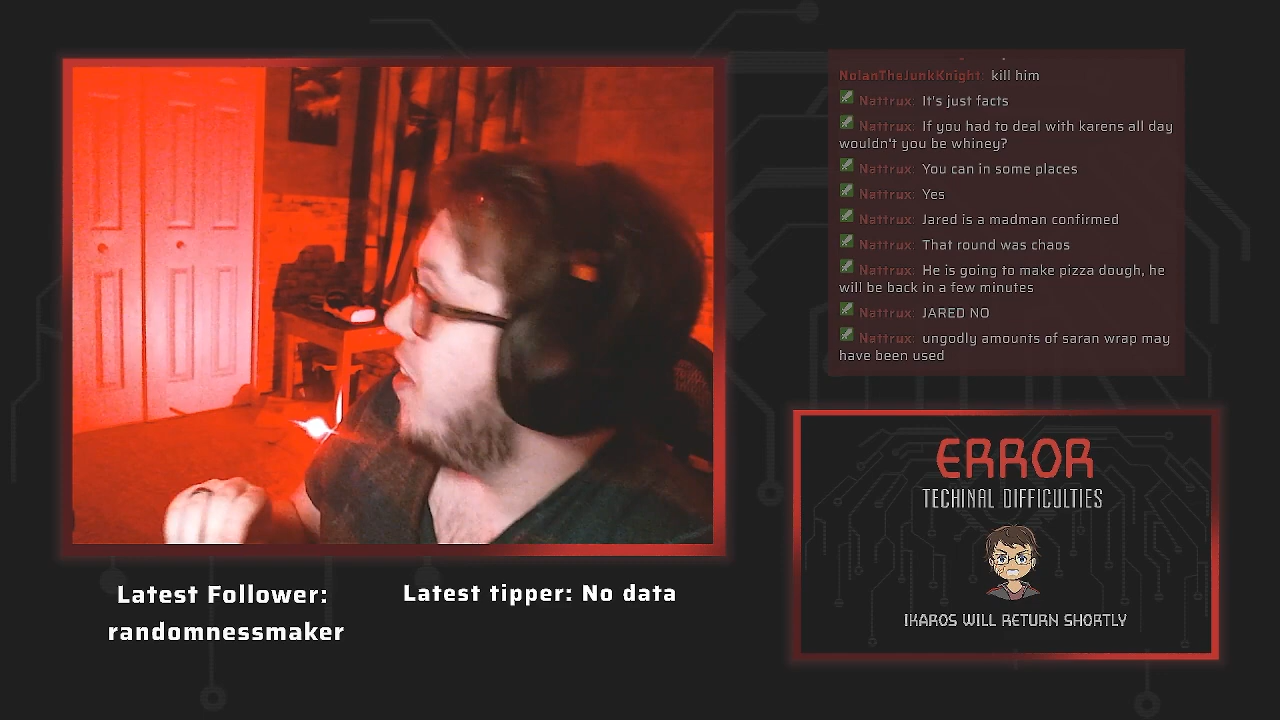 NolanTheJunkKnight: kill him
Nattrux: It's just facts
Nattrux: If you had to deal with karens all day
wouldn't you be whiney?
Nattrux: You can in some places
Nattrux: Yes
Nattrux: Jared is a madman confirmed
Nattrux: That round was chaos
Nattrux: He is going to make pizza dough, he
will be back in a few minutes
Nattrux: JARED NO
Nattrux: ungodly amounts of saran wrap may
have been used
ERROR
TECHINAL DIFFICULTIES
IKAROS WILL RETURN SHORTLY
Latest Follower:
randomnessmaker
Latest tipper: No data